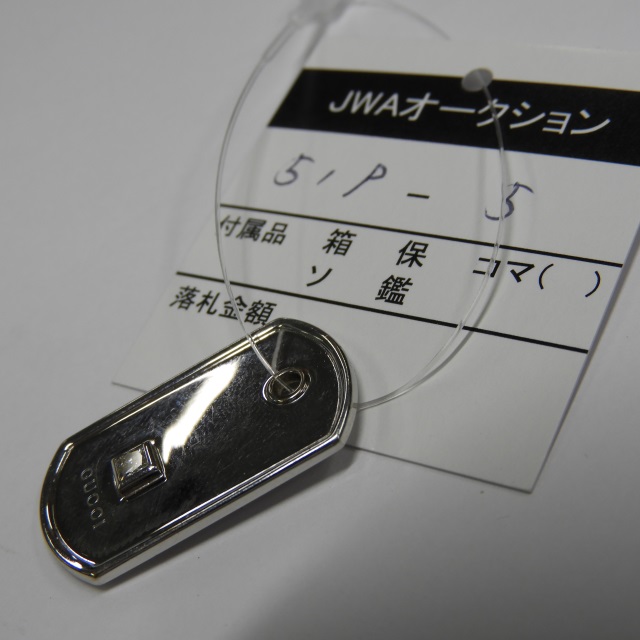 JWAオークション
51P-5
付属品 箱 保 コマ( )
ソ 鑑
落札金額